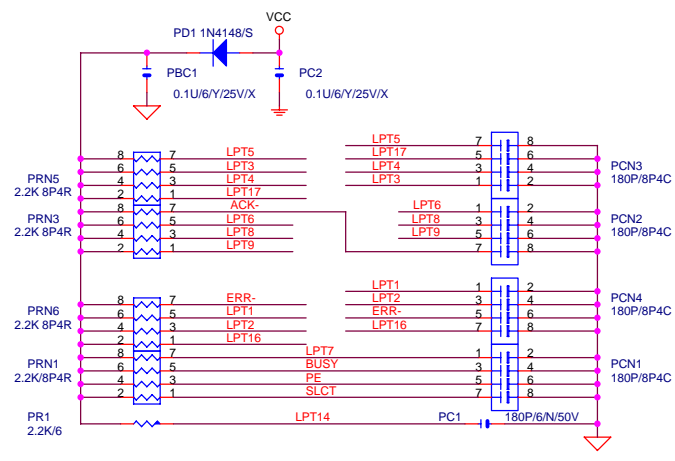 VCC
PD1 1N4148/S
PBC1
PC2
0.1U/6/Y/25V/X
0.1U/6/Y/25V/X
LPT5 7 8
8 7 LPT5
LPT17 5 6
PRN5
6 5 LPT3
LPT4 3 4
PCN3
2.2K 8P4R
4 3 LPT4
LPT3 1 2
180P/8P4C
2 1 LPT17
8 7 ACK-
LPT6 1 2
PRN3
6 5 LPT6
LPT8 3 4
PCN2
2.2K 8P4R
4 3 LPT8
LPT9 5 6
180P/8P4C
2 1 LPT9
7 8
LPT1 1 2
8 7 ERR-
LPT2 3 4
PRN6
6 5 LPT1
ERR- 5 6
PCN4
2.2K 8P4R
4 3 LPT2
LPT16 7 8
180P/8P4C
2 1 LPT16
8 7 LPT7 1 2
PRN1
6 5 BUSY 3 4
PCN1
2.2K/8P4R
4 3 PE 5 6
180P/8P4C
2 1 SLCT 7 8
PR1
LPT14
PC1
180P/6/N/50V
2.2K/6